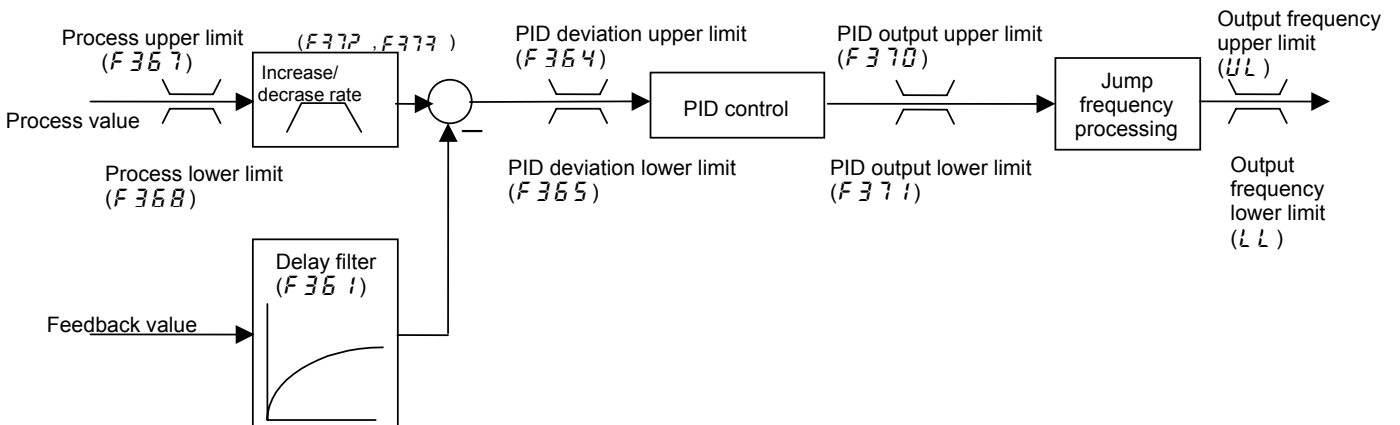 Process upper limit
(F367)
(F372 ,F373 )
PID deviation upper limit
(F364)
PID output upper limit
(F370)
Output frequency
upper limit
(UL)
Process value
Increase/
decrase rate
PID control
Jump
frequency
processing
Process lower limit
(F368)
PID deviation lower limit
(F365)
PID output lower limit
(F371)
Output
frequency
lower limit
(LL)
Delay filter
(F361)
Feedback value